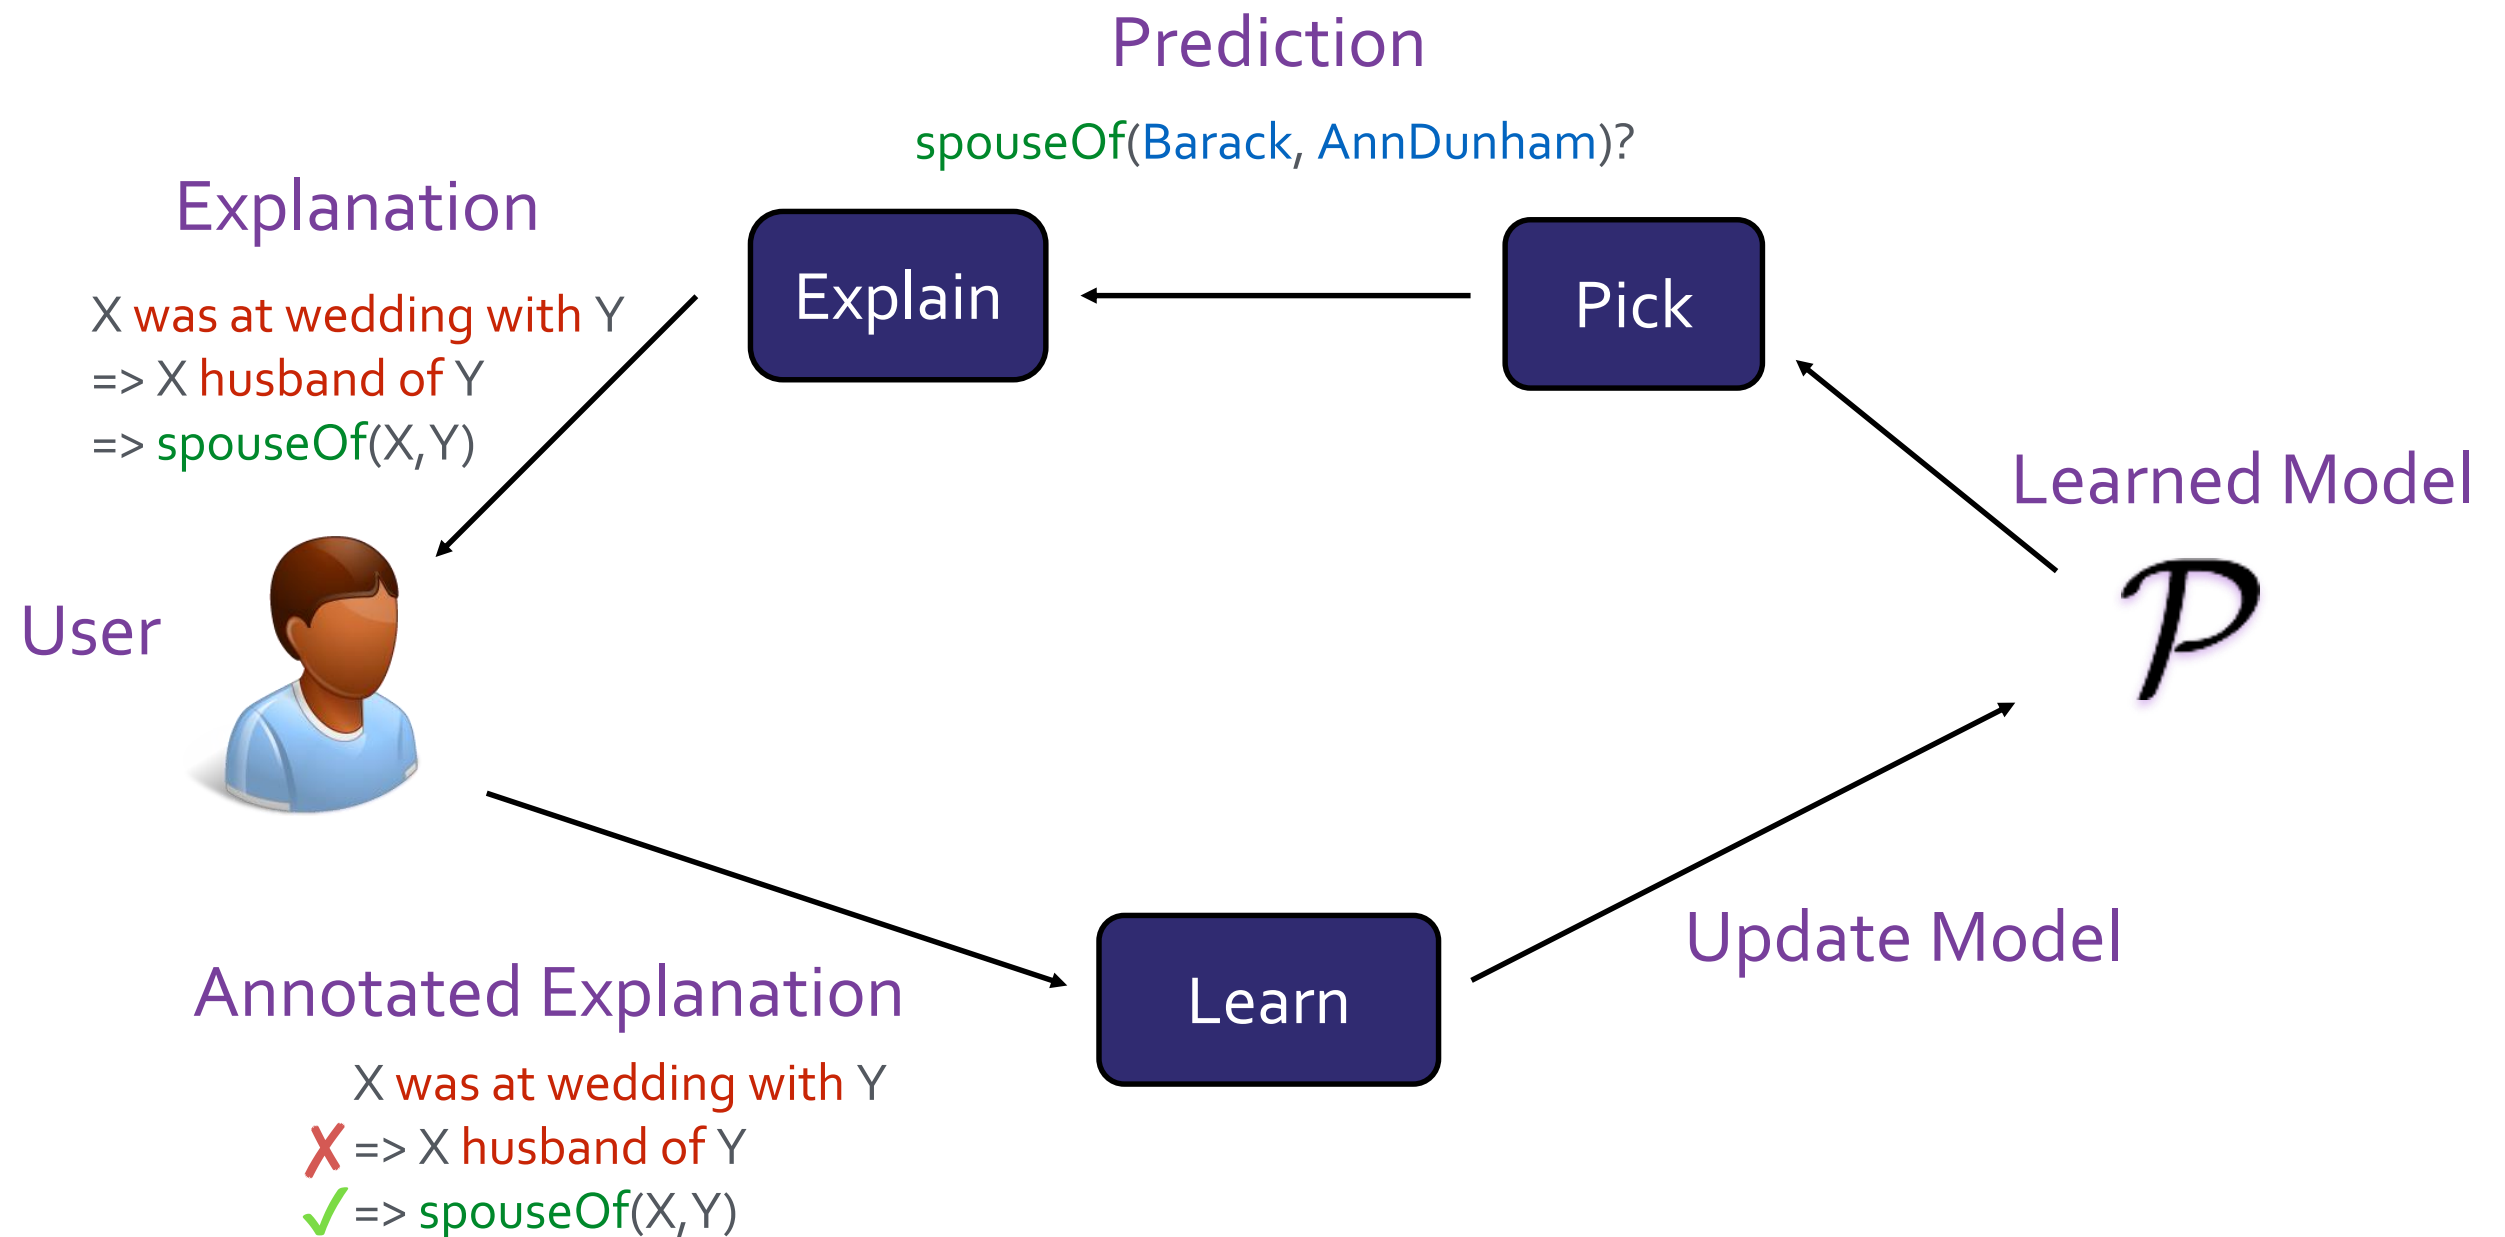 Prediction
spouseOf(Barack, AnnDunham)?
Explanation
X was at wedding with Y
=> X husband of Y
=> spouseOf(X,Y)
Explain
Pick
Learned Model
P
User
Update Model
Learn
Annotated Explanation
X was at wedding with Y
✗ => X husband of Y
✓ => spouseOf(X,Y)